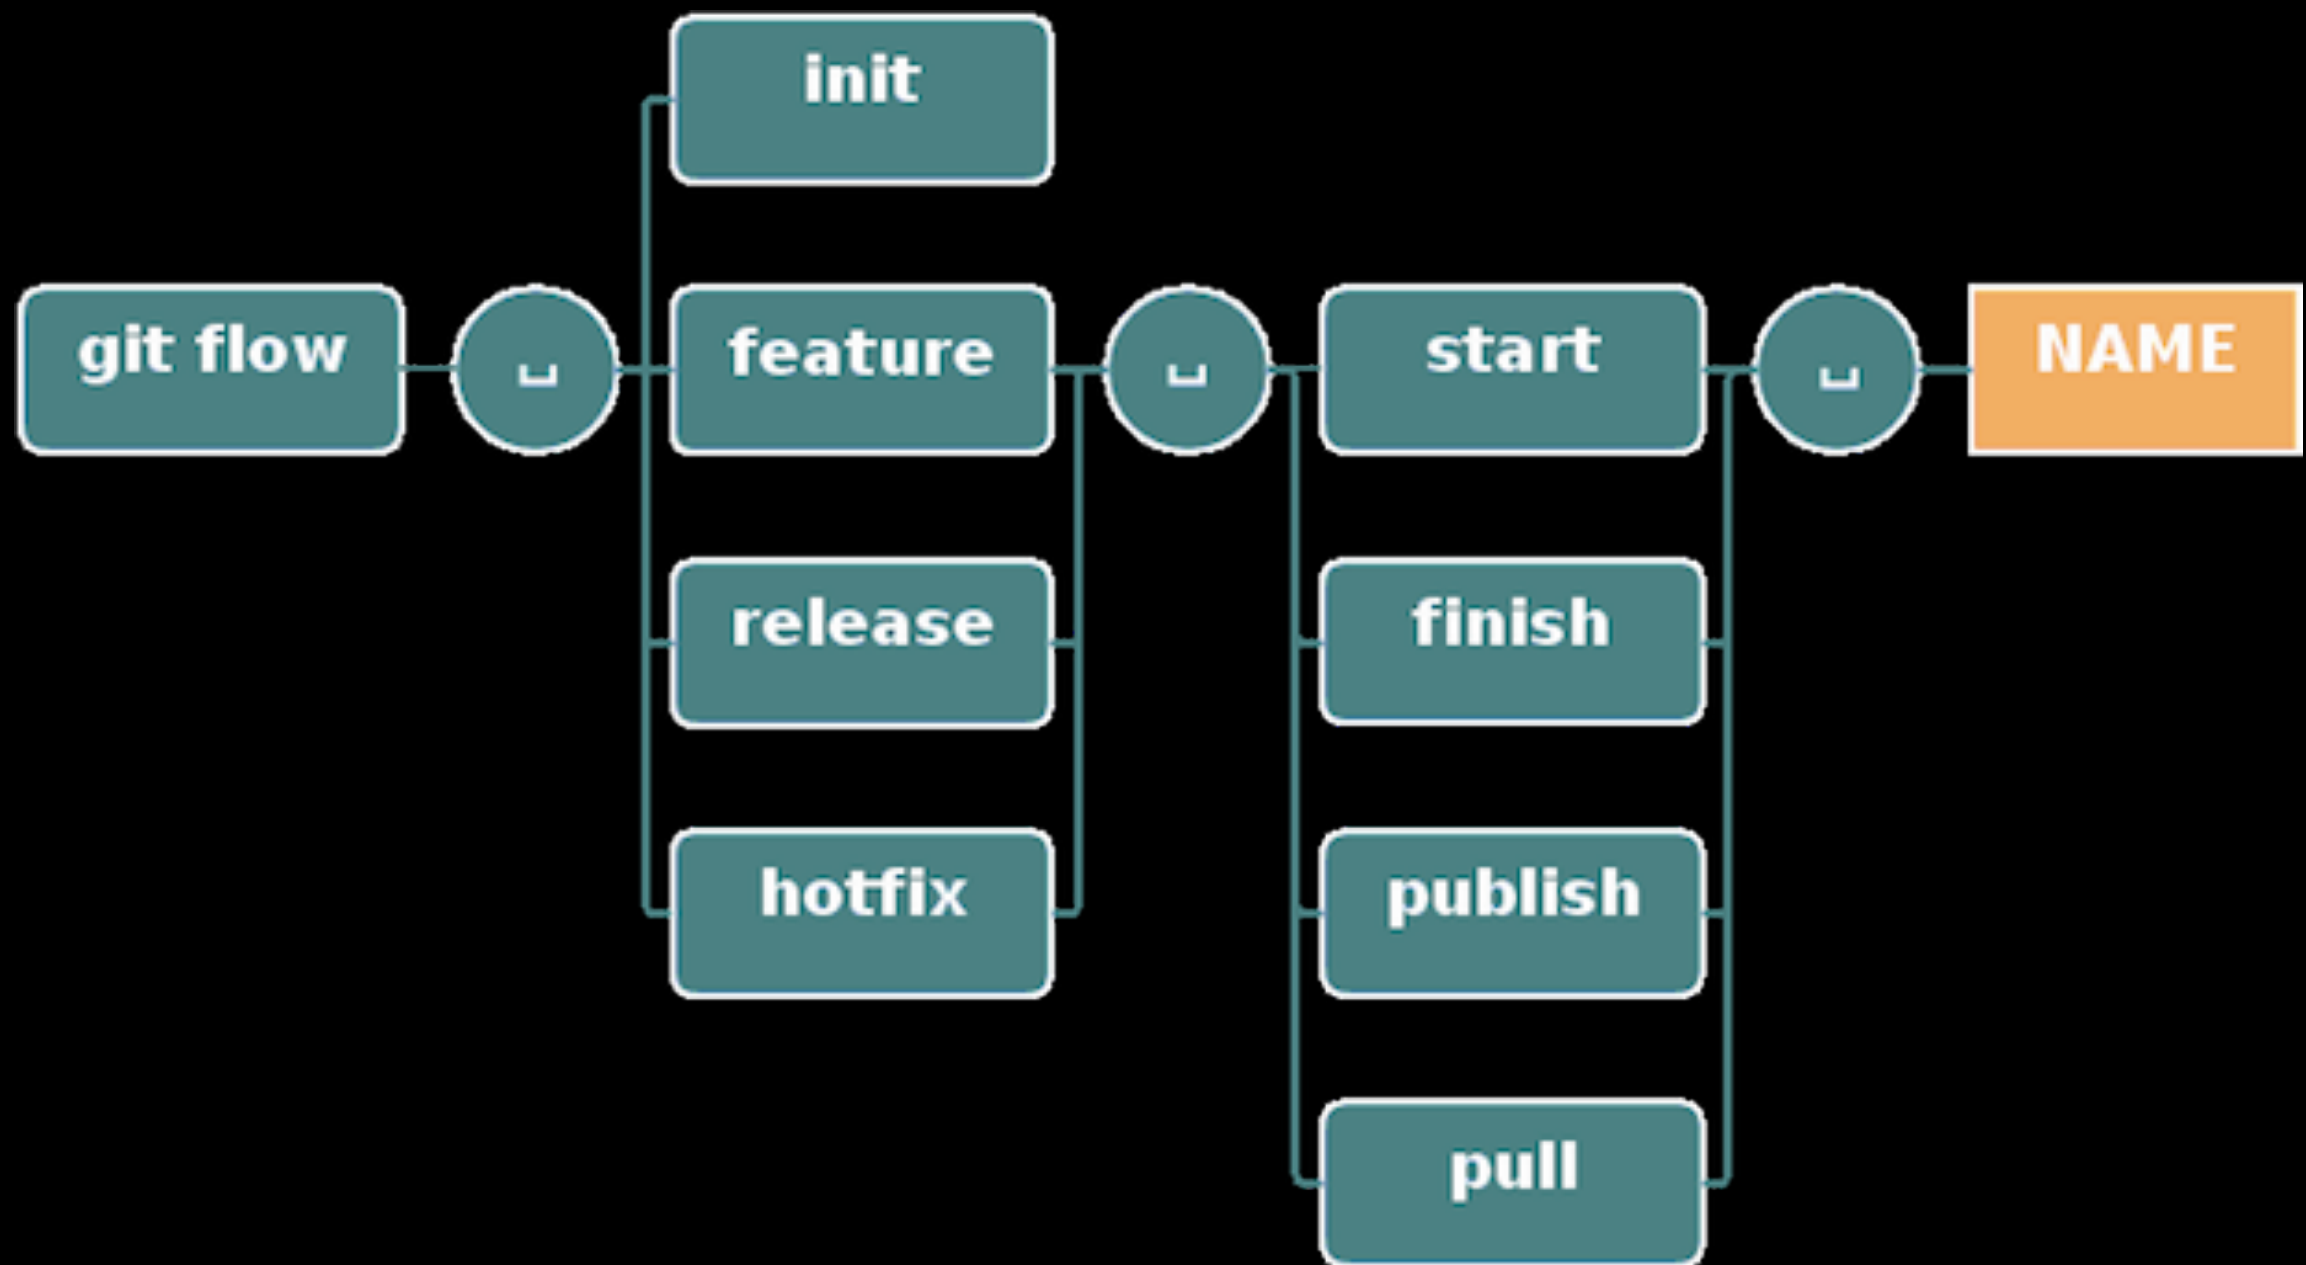 init
git flow ␣ feature ␣ start ␣ NAME
release finish
hotfix publish
pull